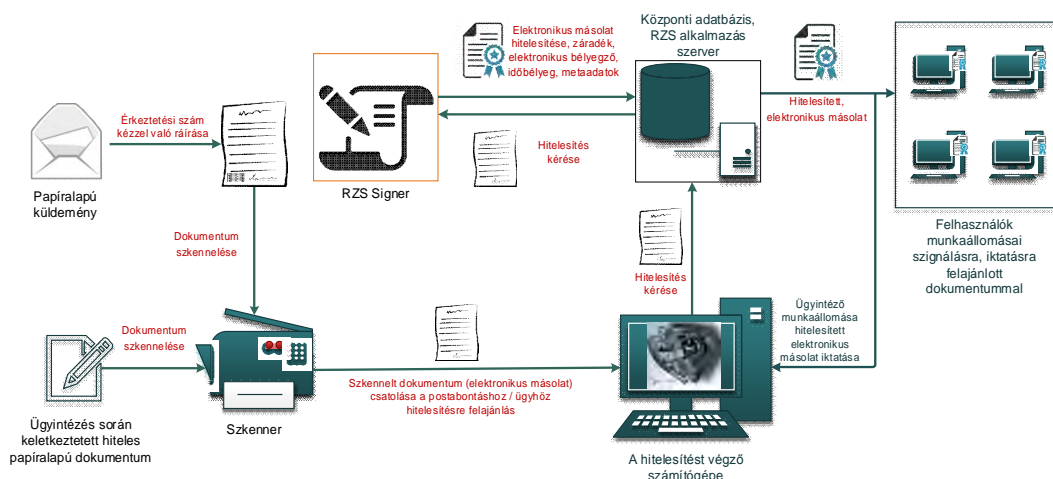 Központi adatbázis,
RZS alkalmazás
szerver
Elektronikus másolat
hitelesítése, záradék,
elektronikus bélyegző,
időbélyeg, metaadatok
Hitelesített,
elektronikus másolat
Érkeztetési szám
kézzel való ráírása
Hitelesítés
kérése
Papíralapú
küldemény
RZS Signer
Felhasználók
munkaállomásai
szignálásra, iktatásra
felajánlott
dokumentummal
Dokumentum
szkennelése
Hitelesítés
kérése
Ügyintéző
munkaállomása
hitelesített
elektronikus
másolat iktatása
Dokumentum
szkennelése
Szkennelt dokumentum (elektronikus másolat)
csatolása a postabontáshoz / ügyhöz
hitelesítésre felajánlás
Szkenner
Ügyintézés során
keletkeztetett hiteles
papíralapú dokumentum
A hitelesítést végző
számítógépe